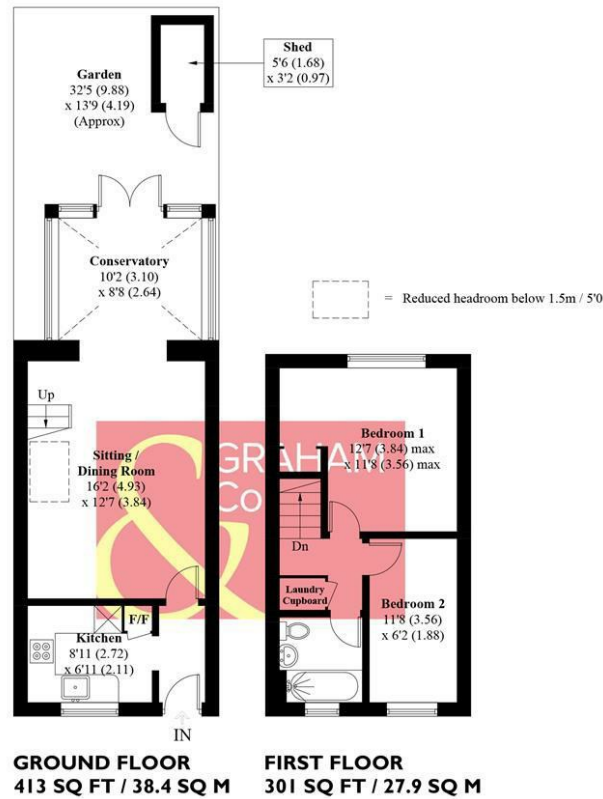 Shed
5'6 (1.68)
x 3'2 (0.97)
Garden
32'5 (9.88)
x 13'9 (4.19)
(Approx)
Conservatory
10'2 (3.10)
x 8'8 (2.64)
= Reduced headroom below 1.5m / 5'0
Up
Sitting /
Dining Room
16'2 (4.93)
x 12'7 (3.84)
GRAHAM
& Co
Bedroom 1
12'7 (3.84) max
x 11'8 (3.56) max
Dn
Laundry
Cupboard
Bedroom 2
11'8 (3.56)
x 6'2 (1.88)
F/F
Kitchen
8'11 (2.72)
x 6'11 (2.11)
IN
GROUND FLOOR
413 SQ FT / 38.4 SQ M
FIRST FLOOR
301 SQ FT / 27.9 SQ M